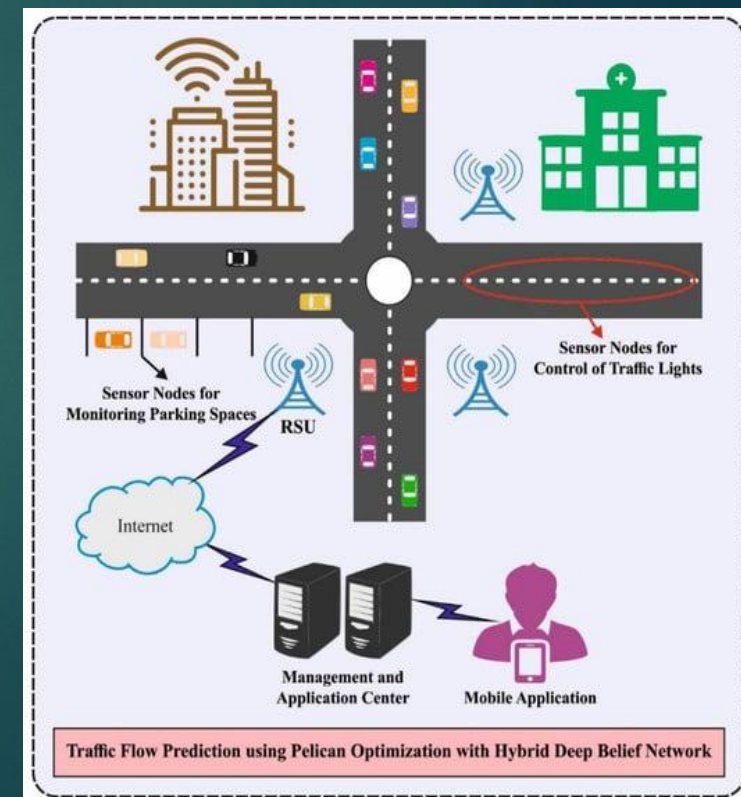 Sensor Nodes for
Control of Traffic Lights
Sensor Nodes for
Monitoring Parking Spaces
RSU
Internet
Management and
Application Center
Mobile Application
Traffic Flow Prediction using Pelican Optimization with Hybrid Deep Belief Network